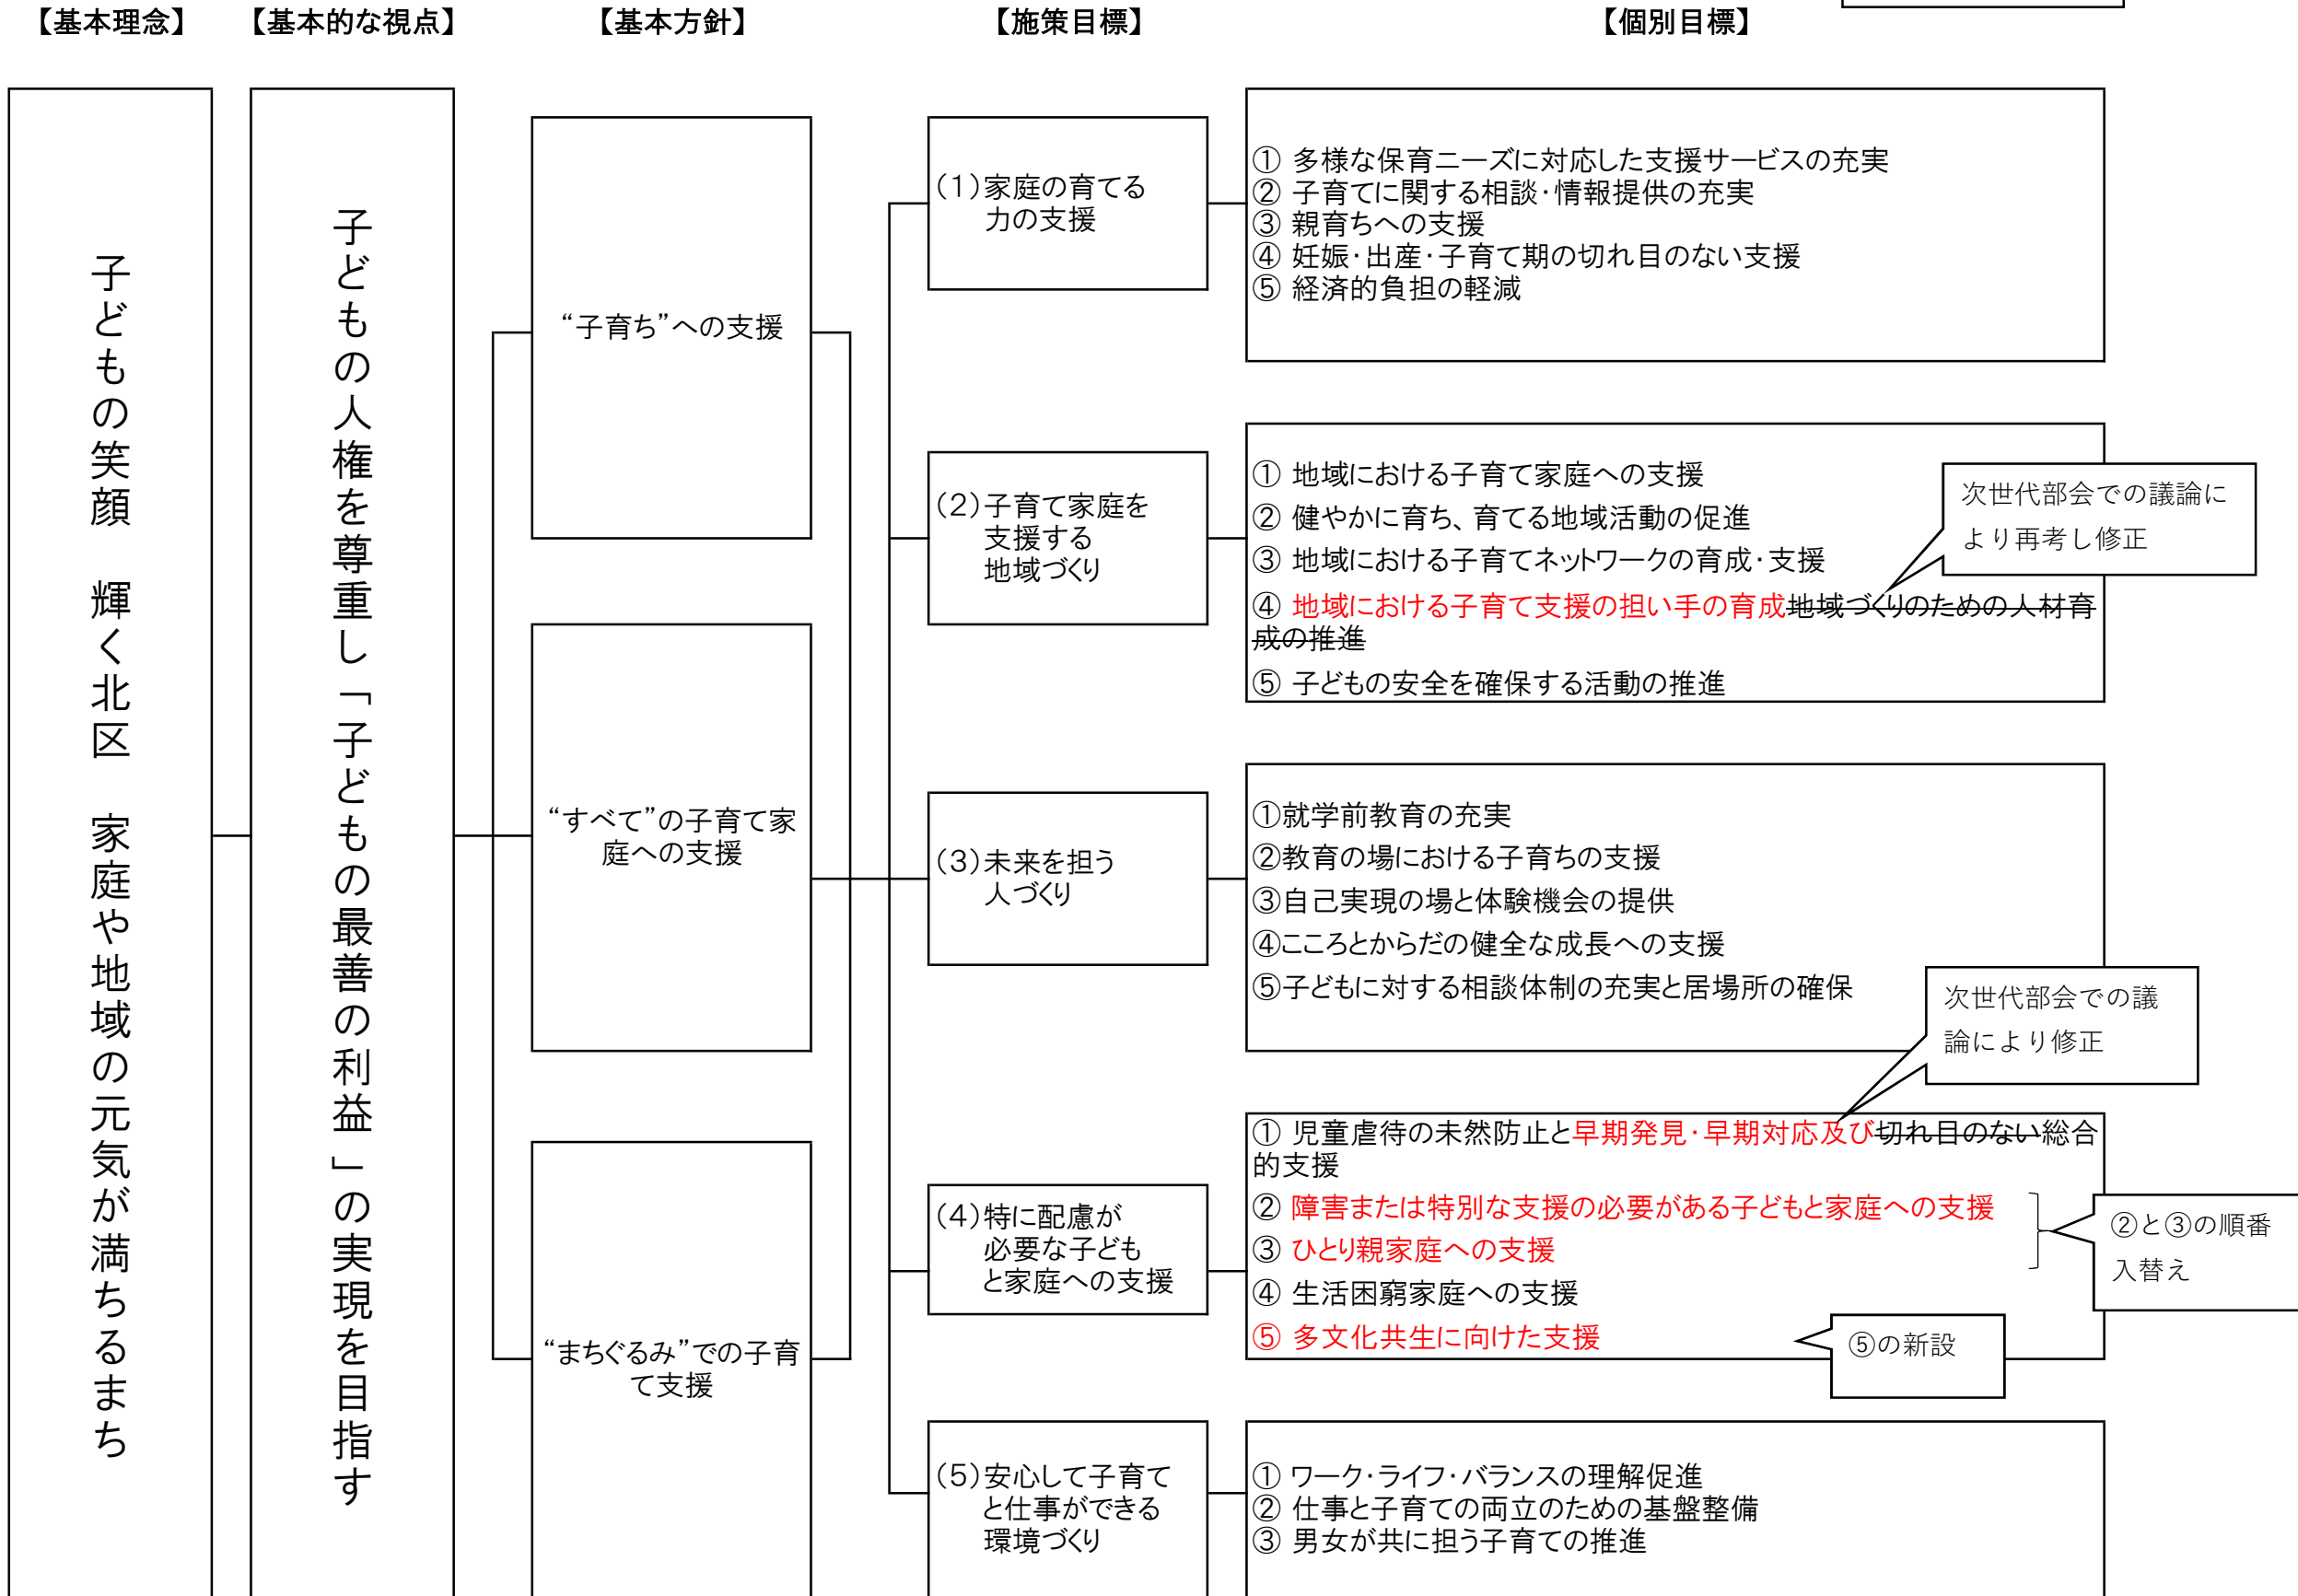 【基本理念】 【基本的な視点】 【基本方針】 【施策目標】 【個別目標】
子どもの笑顔　輝く北区　家庭や地域の元気が満ちるまち
子どもの人権を尊重し「子どもの最善の利益」の実現を目指す
“子育ち”への支援
“すべて”の子育て家
庭への支援
“まちぐるみ”での子育
て支援
(1)家庭の育てる
力の支援
① 多様な保育ニーズに対応した支援サービスの充実
② 子育てに関する相談・情報提供の充実
③ 親育ちへの支援
④ 妊娠・出産・子育て期の切れ目のない支援
⑤ 経済的負担の軽減
(2)子育て家庭を
支援する
地域づくり
① 地域における子育て家庭への支援
② 健やかに育ち、育てる地域活動の促進
③ 地域における子育てネットワークの育成・支援
④ 地域における子育て支援の担い手の育成地域づくりのための人材育
成の推進
⑤ 子どもの安全を確保する活動の推進
次世代部会での議論に
より再考し修正
(3)未来を担う
人づくり
①就学前教育の充実
②教育の場における子育ちの支援
③自己実現の場と体験機会の提供
④こころとからだの健全な成長への支援
⑤子どもに対する相談体制の充実と居場所の確保
次世代部会での議
論により修正
(4)特に配慮が
必要な子ども
と家庭への支援
① 児童虐待の未然防止と早期発見・早期対応及び切れ目のない総合
的支援
② 障害または特別な支援の必要がある子どもと家庭への支援
③ ひとり親家庭への支援
④ 生活困窮家庭への支援
⑤ 多文化共生に向けた支援
②と③の順番
入替え
⑤の新設
(5)安心して子育て
と仕事ができる
環境づくり
① ワーク・ライフ・バランスの理解促進
② 仕事と子育ての両立のための基盤整備
③ 男女が共に担う子育ての推進